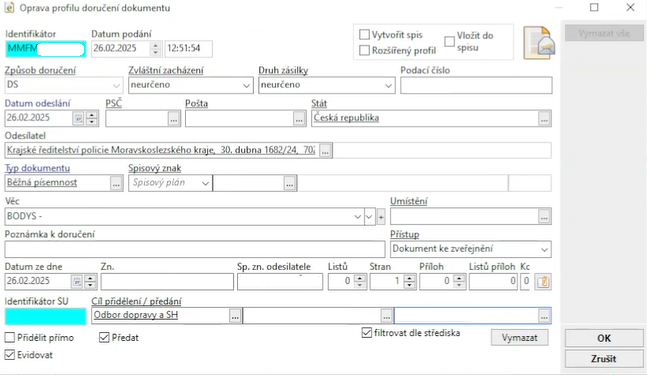 Oprava profilu doručení dokumentu
Identifikátor
Datum podání
Vytvořit spis
Vložit do spisu
Vymazat vše
MMFM
26.02.2025
12:51:54
Rozšířený profil
Způsob doručení
Zvláštní zacházení
Druh zásilky
Podací číslo
DS
neurčeno
neurčeno
Datum odeslání
PSČ
Pošta
Stát
26.02.2025
...
...
Česká republika
...
Odesílatel
Krajské ředitelství policie Moravskoslezského kraje, 30. dubna 1682/24, 702
...
Typ dokumentu
Spisový znak
Běžná písemnost
...
Spisový plán
...
Věc
Umístění
BODYS -
+
...
Poznámka k doručení
Přístup
Dokument ke zveřejnění
Datum ze dne
Zn.
Sp. zn. odesilatele
Listů
Stran
Příloh
Listů příloh
26.02.2025
0
1
0
0
0
Identifikátor SU
Cíl přidělení / předání
Odbor dopravy a SH
...
...
...
Přidělit přímo
Předat
filtrovat dle střediska
Vymazat
OK
Evidovat
Zrušit